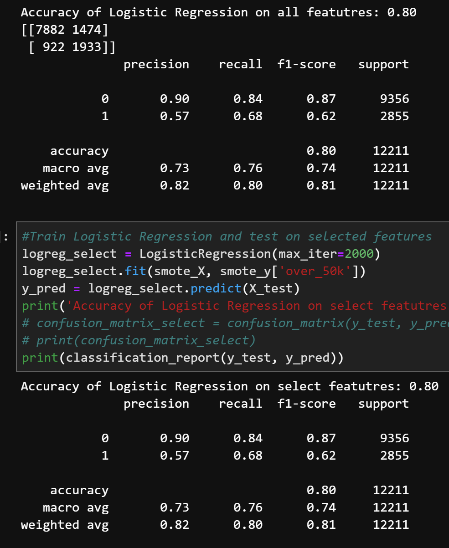 Accuracy of Logistic Regression on all featutres: 0.80
[[7882 1474]
[ 922 1933]]
precision recall f1-score support
0 0.90 0.84 0.87 9356
1 0.57 0.68 0.62 2855
accuracy 0.80 12211
macro avg 0.73 0.76 0.74 12211
weighted avg 0.82 0.80 0.81 12211
:
#Train Logistic Regression and test on selected features
logreg_select = LogisticRegression(max_iter=2000)
logreg_select.fit(smote_X, smote_y['over_50k'])
y_pred = logreg_select.predict(X_test)
print('Accuracy of Logistic Regression on select featutres
# confusion_matrix_select = confusion_matrix(y_test, y_pre
# print(confusion_matrix_select)
print(classification_report(y_test, y_pred))
Accuracy of Logistic Regression on select featutres: 0.80
precision recall f1-score support
0 0.90 0.84 0.87 9356
1 0.57 0.68 0.62 2855
accuracy 0.80 12211
macro avg 0.73 0.76 0.74 12211
weighted avg 0.82 0.80 0.81 12211